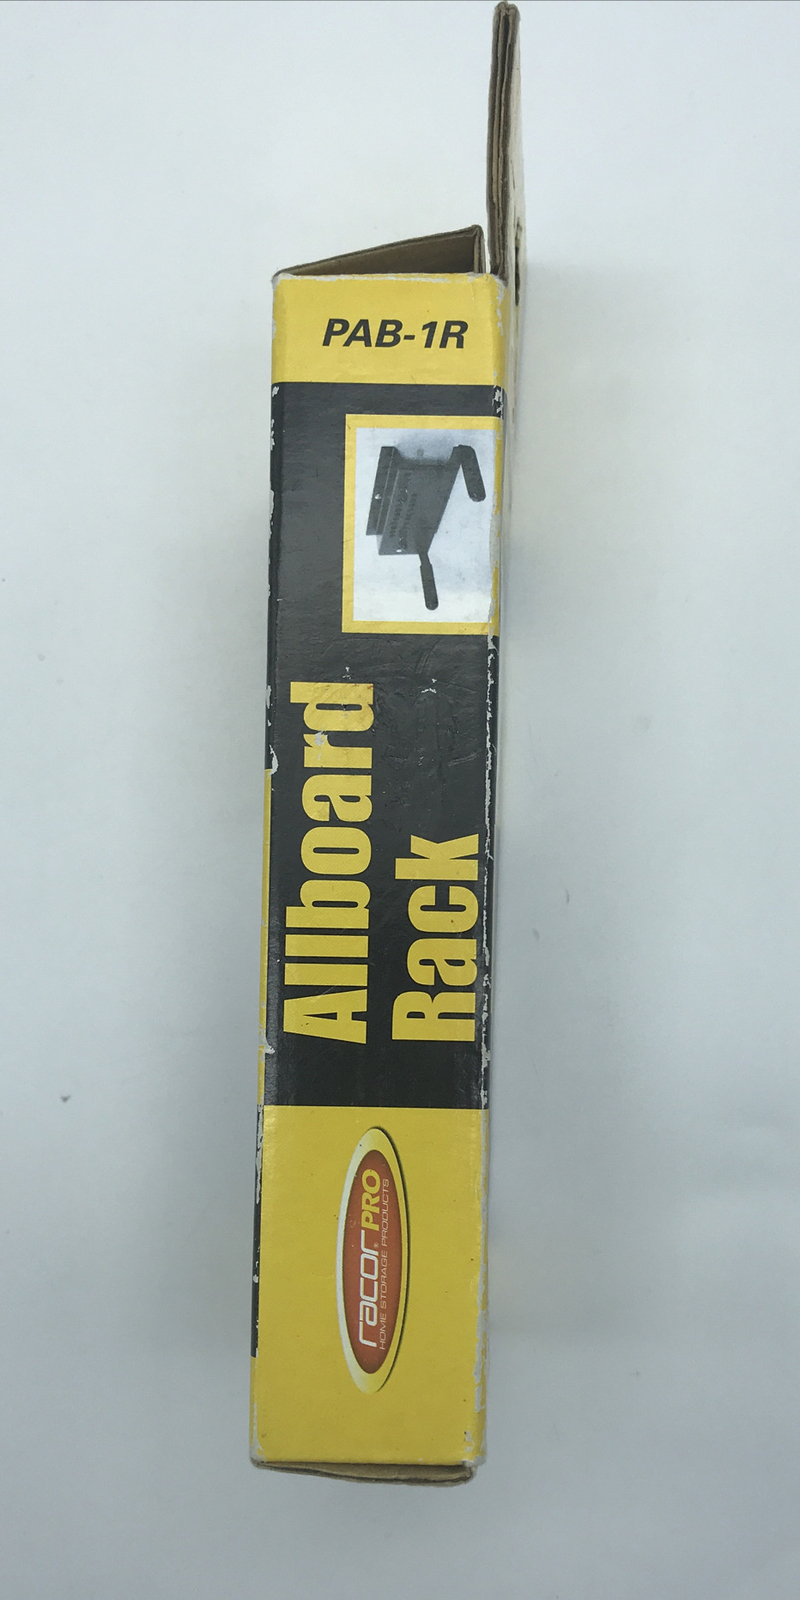 PAB-1R
Allboard
Rack
racor® PRO
HOME STORAGE PRODUCTS